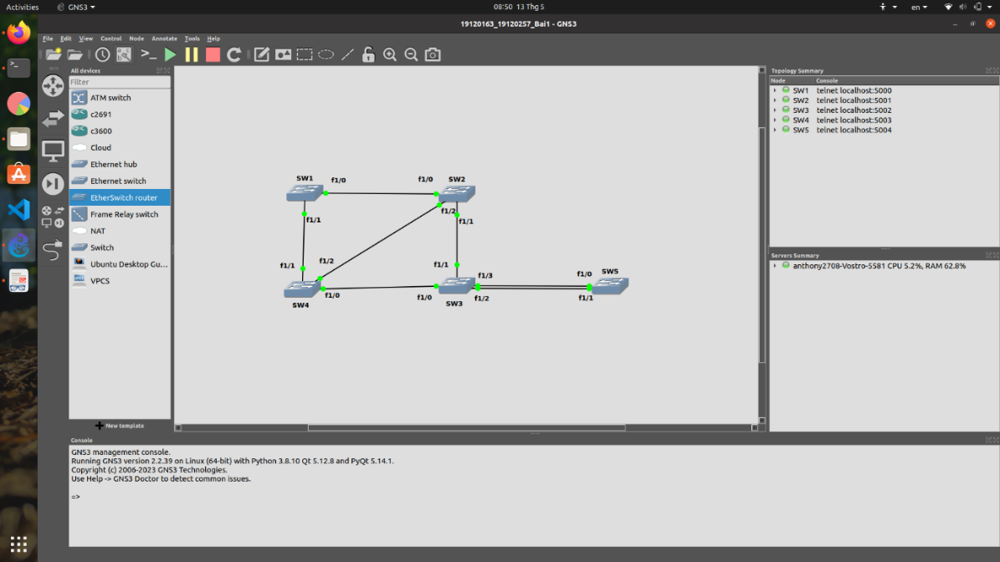 Activities GNS3 08:50 13 Thg 5 en
19120163_19120257_Bai1 - GNS3
File Edit View Control Node Annotate Tools Help
All devices
Filter
ATM switch
c2691
c3600
Cloud
Ethernet hub
Ethernet switch
EtherSwitch router
Frame Relay switch
NAT
Switch
Ubuntu Desktop Gu...
VPCS
New template
SW1 f1/0 f1/0 SW2
f1/2
f1/1 f1/1
f1/1 f1/2 f1/1 f1/3 f1/0 SW5
f1/0 f1/0 f1/2 f1/1
SW4 SW3
Topology Summary
Node Console
SW1 telnet localhost:5000
SW2 telnet localhost:5001
SW3 telnet localhost:5002
SW4 telnet localhost:5003
SW5 telnet localhost:5004
Servers Summary
anthony2708-Vostro-5581 CPU 5.2%, RAM 62.8%
Console
GNS3 management console.
Running GNS3 version 2.2.39 on Linux (64-bit) with Python 3.8.10 Qt 5.12.8 and PyQt 5.14.1.
Copyright (c) 2006-2023 GNS3 Technologies.
Use Help -> GNS3 Doctor to detect common issues.
=>